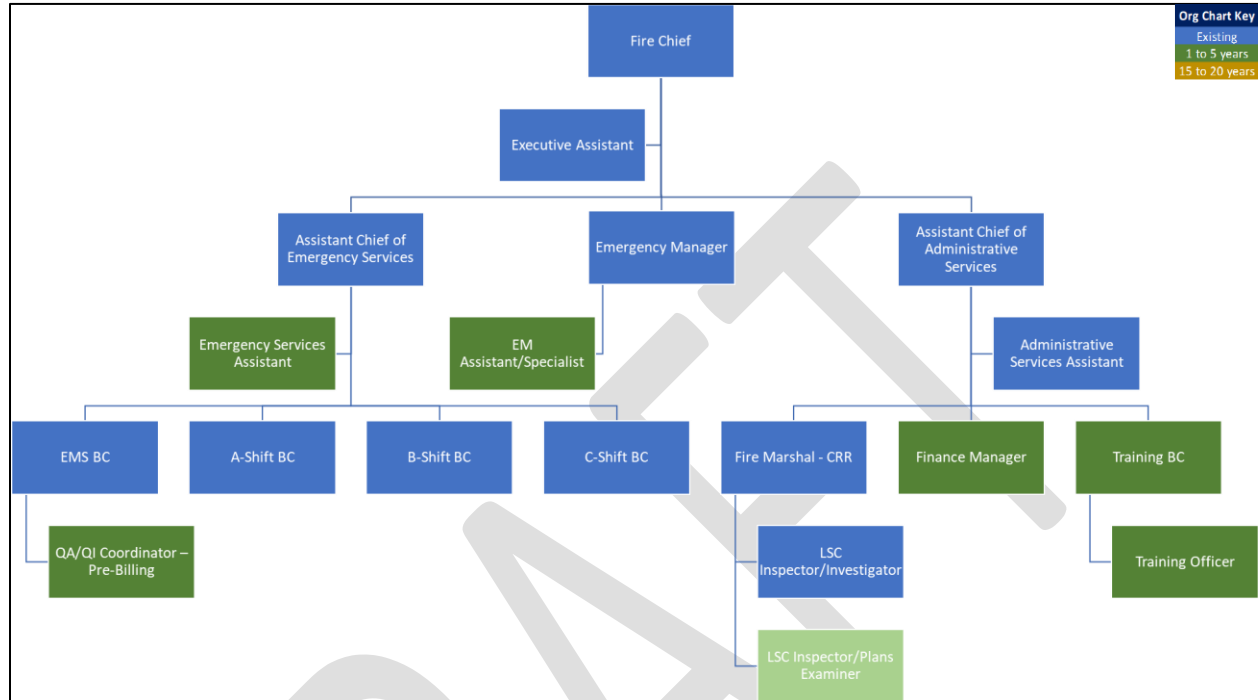 Org Chart Key
Existing
1 to 5 years
15 to 20 years
Fire Chief
Executive Assistant
Assistant Chief of
Emergency Services
Emergency Manager
Assistant Chief of
Administrative
Services
Emergency Services
Assistant
EM
Assistant/Specialist
Administrative
Services Assistant
EMS BC
A-Shift BC
B-Shift BC
C-Shift BC
Fire Marshal - CRR
Finance Manager
Training BC
QA/QI Coordinator –
Pre-Billing
LSC
Inspector/Investigator
Training Officer
LSC Inspector/Plans
Examiner
DRAFT